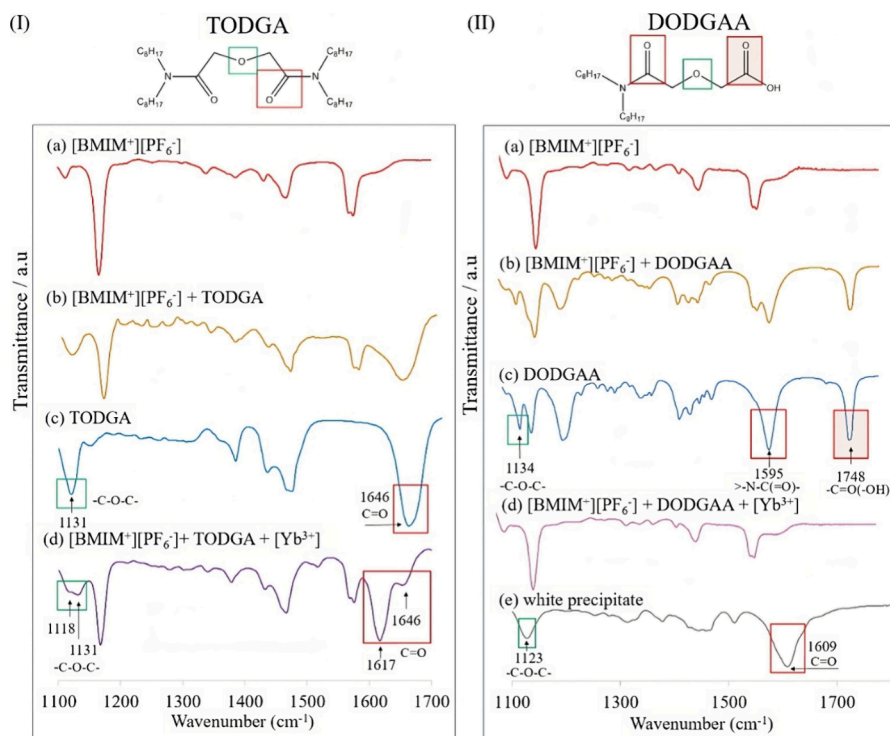 (I)
TODGA
C₈H₁₇
C₈H₁₇
O
N
N
C₈H₁₇
O
O
C₈H₁₇
Transmittance / a.u
(a) [BMIM⁺][PF₆⁻]
(b) [BMIM⁺][PF₆⁻] + TODGA
(c) TODGA
1131
-C-O-C-
1646
C=O
(d) [BMIM⁺][PF₆⁻]+ TODGA + [Yb³⁺]
1118
1131
-C-O-C-
1646
1617
C=O
1100 1200 1300 1400 1500 1600 1700
Wavenumber (cm⁻¹)
(II)
DODGAA
O
O
C₈H₁₇
N
O
OH
C₈H₁₇
Transmittance / a.u
(a) [BMIM⁺][PF₆⁻]
(b) [BMIM⁺][PF₆⁻] + DODGAA
(c) DODGAA
1134
-C-O-C-
1595
>-N-C(=O)-
1748
-C=O(-OH)
(d) [BMIM⁺][PF₆⁻] + DODGAA + [Yb³⁺]
(e) white precipitate
1123
-C-O-C-
1609
C=O
1100 1300 1500 1700
Wavenumber (cm⁻¹)